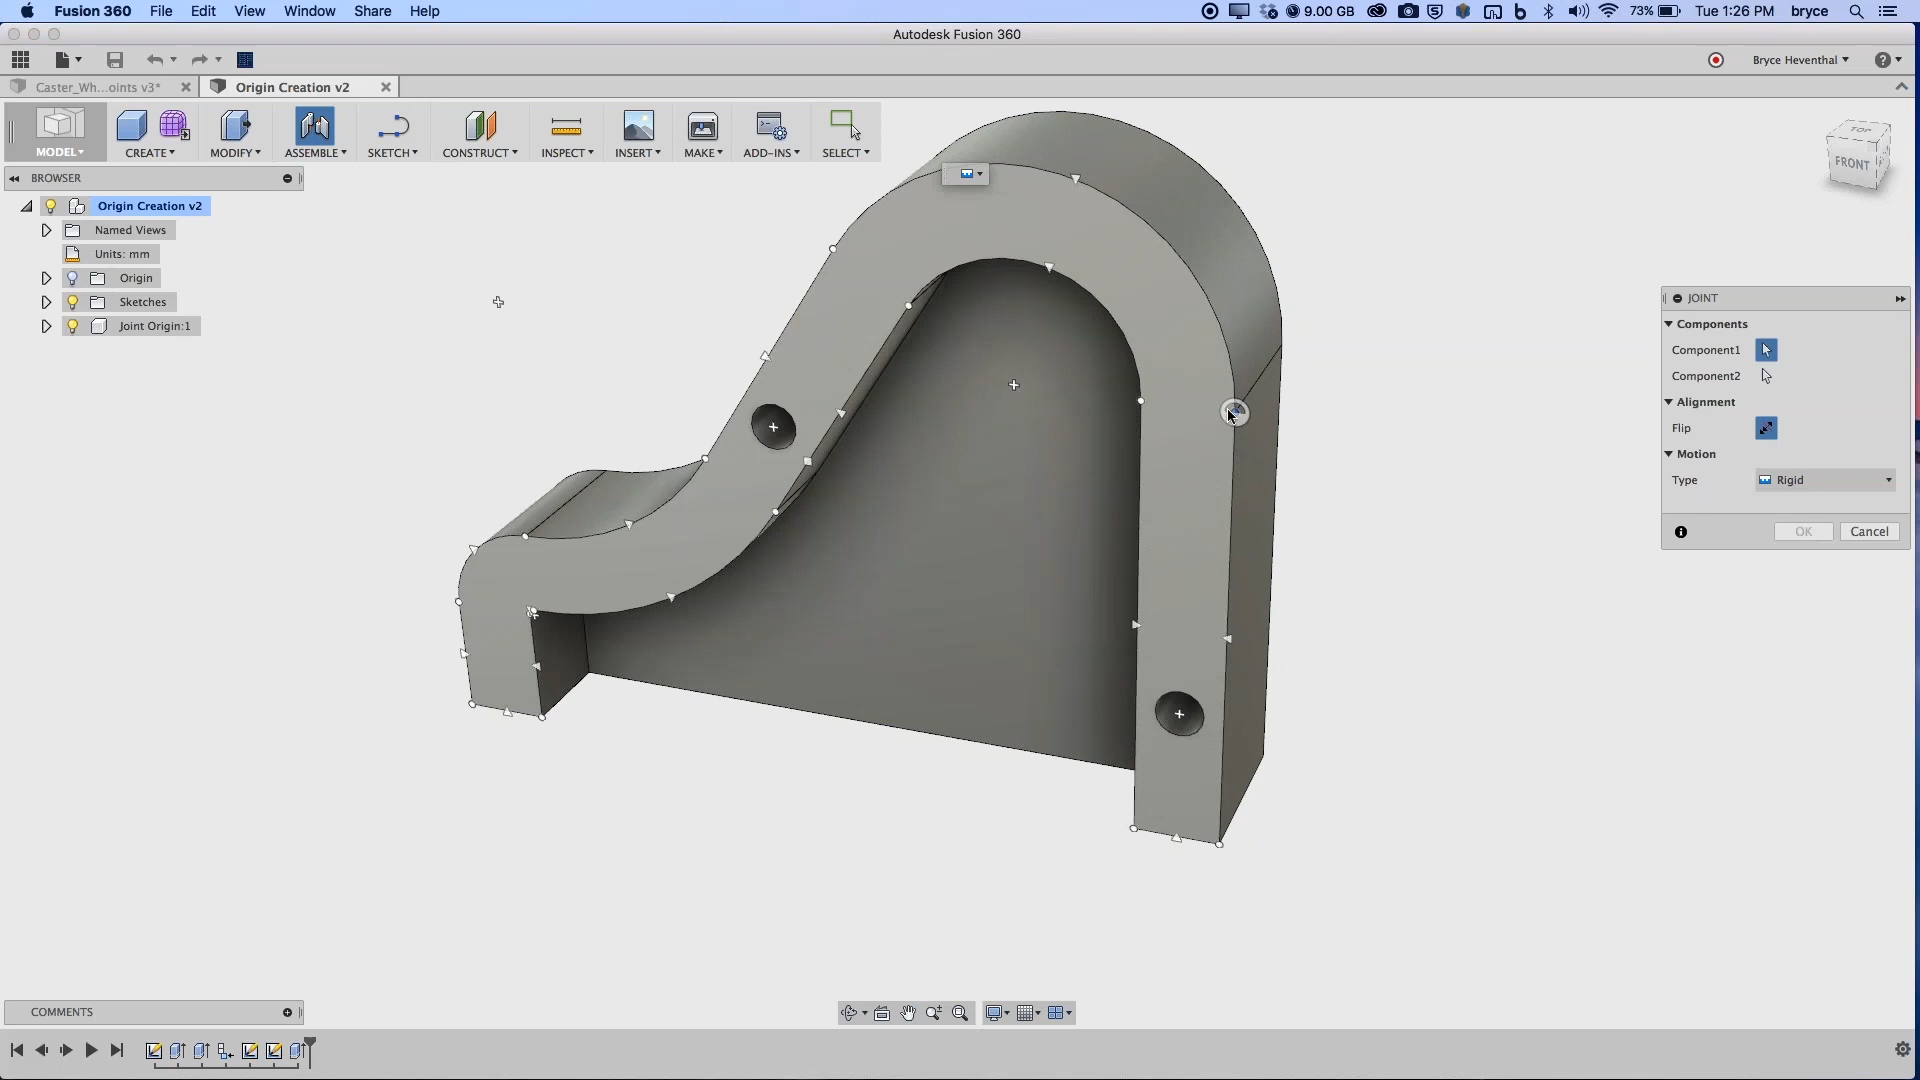 Fusion 360 File Edit View Window Share Help 9.00 GB 73% Tue 1:26 PM bryce
Autodesk Fusion 360
Bryce Heventhal
Caster_Wh...oints v3* Origin Creation v2
MODEL CREATE MODIFY ASSEMBLE SKETCH CONSTRUCT INSPECT INSERT MAKE ADD-INS SELECT
TOP
FRONT
BROWSER
Origin Creation v2
Named Views
Units: mm
Origin
Sketches
Joint Origin:1
JOINT
Components
Component1
Component2
Alignment
Flip
Motion
Type Rigid
OK Cancel
COMMENTS